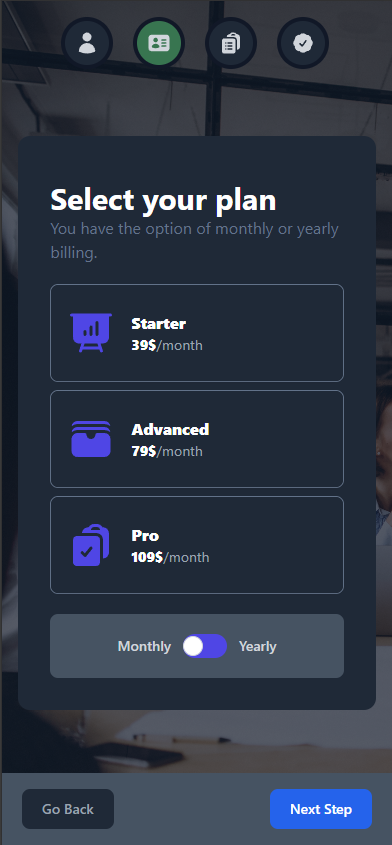 Select your plan
You have the option of monthly or yearly
billing.
Starter
39$/month
Advanced
79$/month
Pro
109$/month
Monthly Yearly
Go Back Next Step